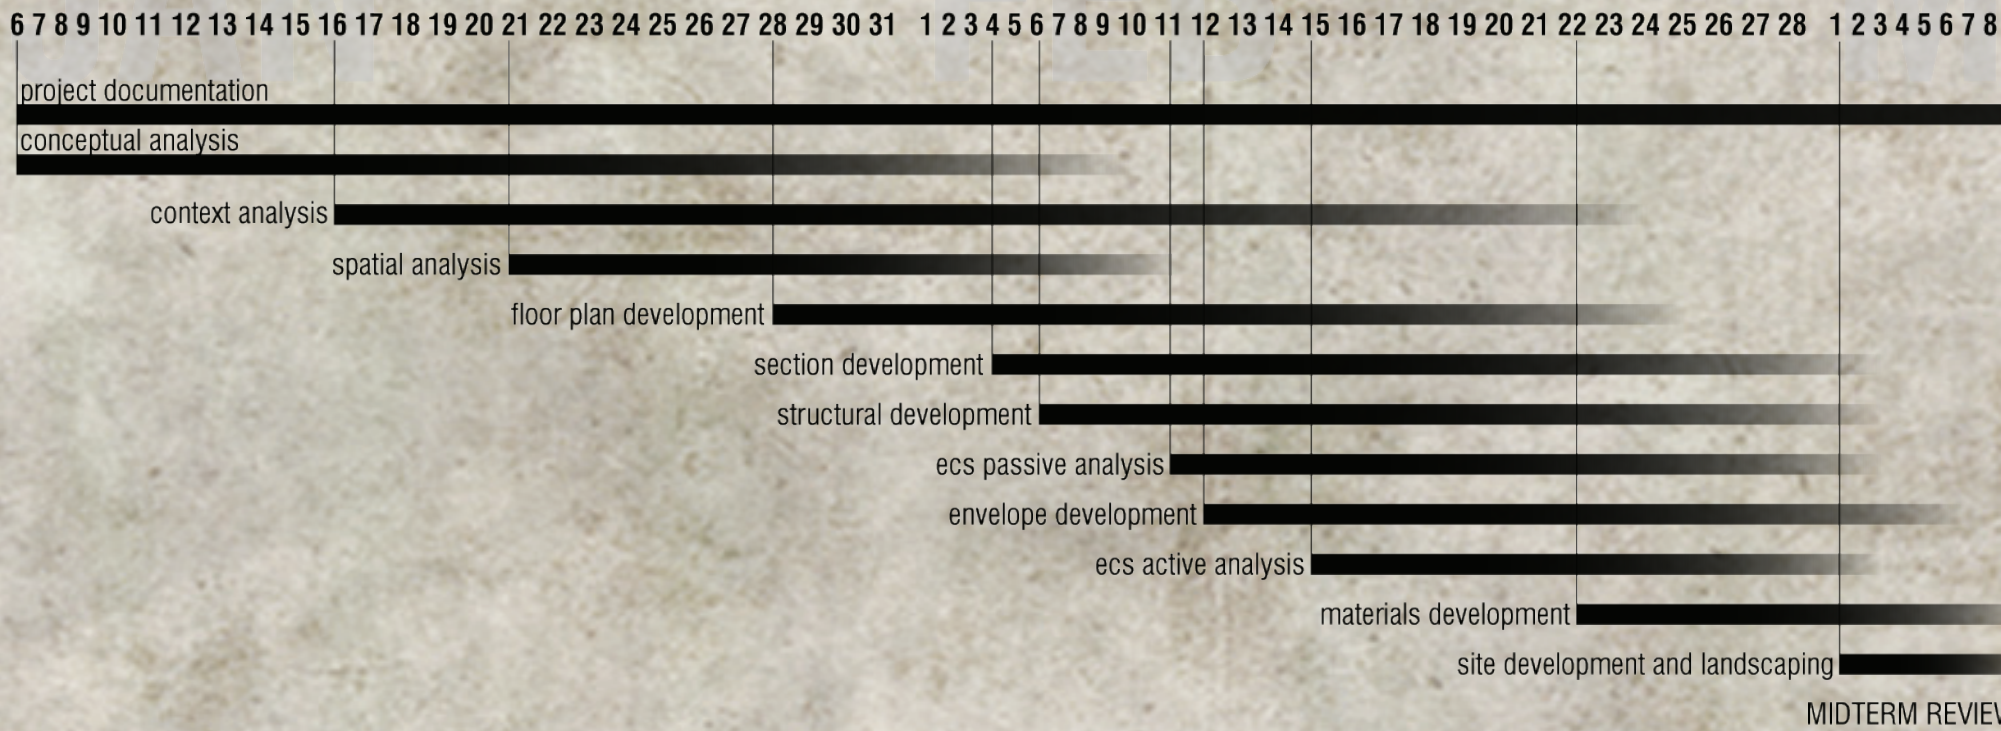 6 7 8 9 10 11 12 13 14 15 16 17 18 19 20 21 22 23 24 25 26 27 28 29 30 31 1 2 3 4 5 6 7 8 9 10 11 12 13 14 15 16 17 18 19 20 21 22 23 24 25 26 27 28 1 2 3 4 5 6 7 8
project documentation
conceptual analysis
context analysis
spatial analysis
floor plan development
section development
structural development
ecs passive analysis
envelope development
ecs active analysis
materials development
site development and landscaping
MIDTERM REVIEW